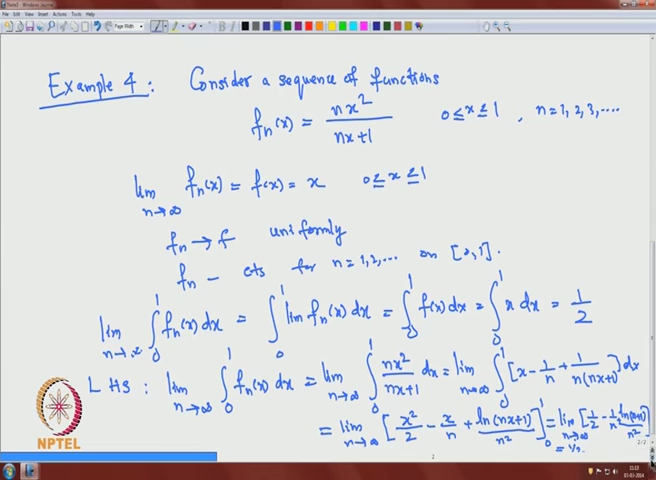 Example 4 : Consider a sequence of functions
fn(x) = nx² / (nx+1)   0 ≤ x ≤ 1 , n = 1, 2, 3, ....
lim n→∞ fn(x) = f(x) = x   0 ≤ x ≤ 1
fn → f uniformly
fn – cts for n = 1, 2, ... on [0, 1].
lim n→∞ ∫₀¹ fn(x) dx = ∫₀¹ lim fn(x) dx = ∫₀¹ f(x) dx = ∫₀¹ x dx = 1/2
LHS : lim n→∞ ∫₀¹ fn(x) dx = lim n→∞ ∫₀¹ nx²/(nx+1) dx = lim n→∞ ∫₀¹ [x − 1/n + 1/(n(nx+1))] dx
= lim n→∞ [x²/2 − x/n + ln(nx+1)/n²]₀¹ = lim n→∞ [1/2 − 1/n + ln(n+1)/n²]
= 1/2.
NPTEL